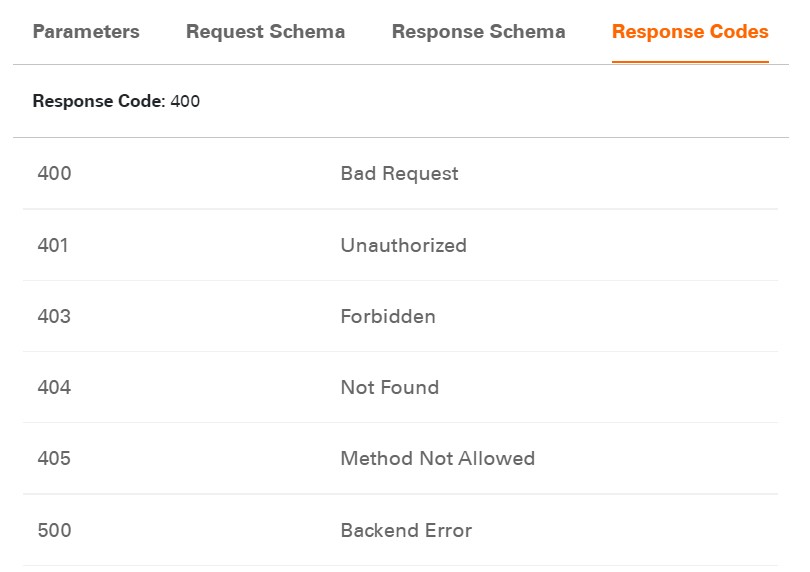 Parameters Request Schema Response Schema Response Codes
Response Code: 400
400 Bad Request
401 Unauthorized
403 Forbidden
404 Not Found
405 Method Not Allowed
500 Backend Error